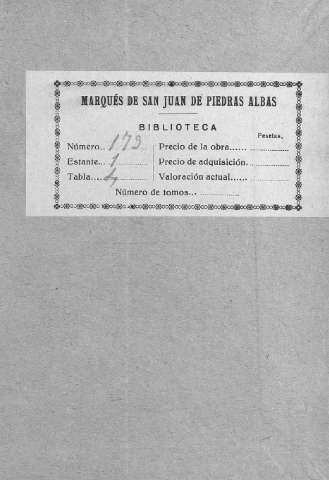 MARQUÉS DE SAN JUAN DE PIEDRAS ALBAS
BIBLIOTECA
Pesetas.
Número.. 173 Precio de la obra......
Estante.. 1 Precio de adquisición.
Tabla.... 4 Valoración actual......
Número de tomos...